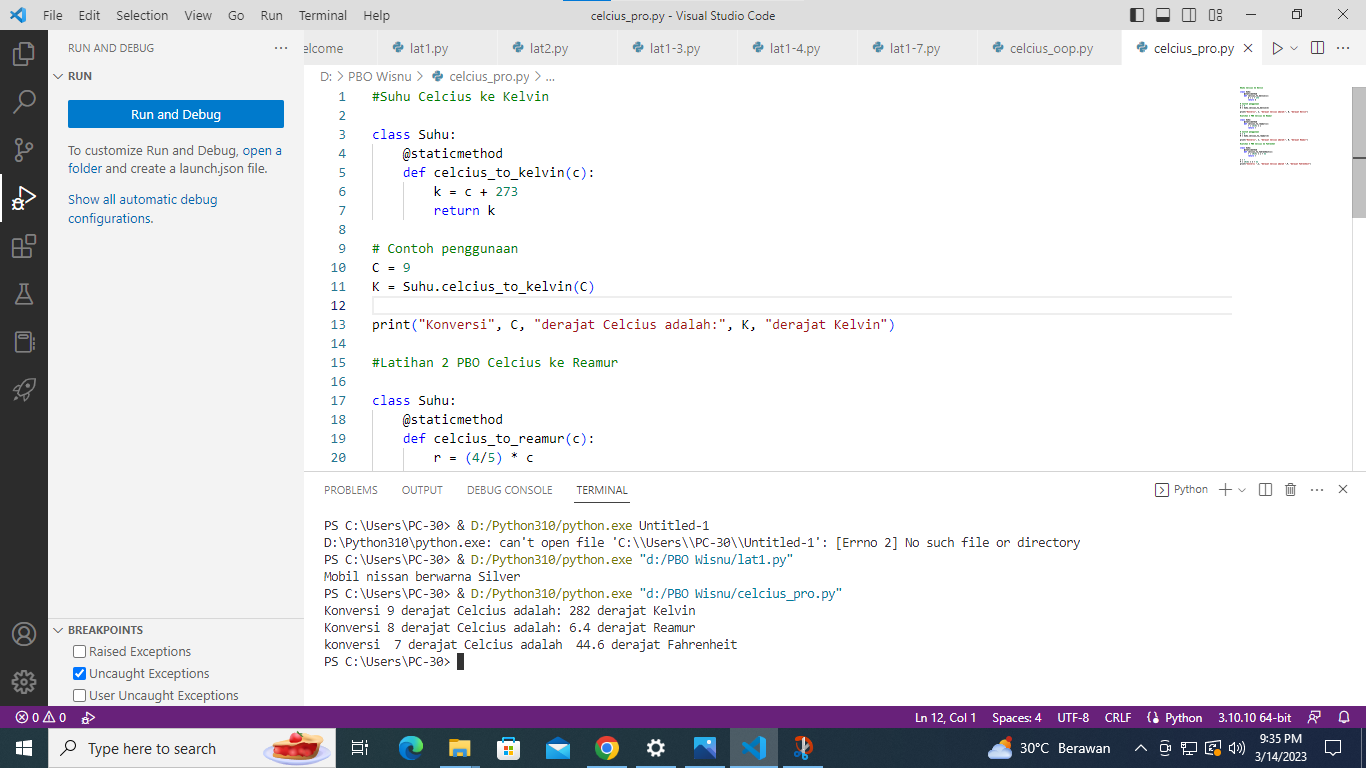 File Edit Selection View Go Run Terminal Help celcius_pro.py - Visual Studio Code
RUN AND DEBUG ...
elcome lat1.py lat2.py lat1-3.py lat1-4.py lat1-7.py celcius_oop.py celcius_pro.py
RUN
Run and Debug
To customize Run and Debug, open a
folder and create a launch.json file.
Show all automatic debug
configurations.
D: > PBO Wisnu > celcius_pro.py > ...
1 #Suhu Celcius ke Kelvin
2
3 class Suhu:
4 @staticmethod
5 def celcius_to_kelvin(c):
6 k = c + 273
7 return k
8
9 # Contoh penggunaan
10 C = 9
11 K = Suhu.celcius_to_kelvin(C)
12
13 print("Konversi", C, "derajat Celcius adalah:", K, "derajat Kelvin")
14
15 #Latihan 2 PBO Celcius ke Reamur
16
17 class Suhu:
18 @staticmethod
19 def celcius_to_reamur(c):
20 r = (4/5) * c
PROBLEMS OUTPUT DEBUG CONSOLE TERMINAL Python
PS C:\Users\PC-30> & D:/Python310/python.exe Untitled-1
D:\Python310\python.exe: can't open file 'C:\\Users\\PC-30\\Untitled-1': [Errno 2] No such file or directory
PS C:\Users\PC-30> & D:/Python310/python.exe "d:/PBO Wisnu/lat1.py"
Mobil nissan berwarna Silver
PS C:\Users\PC-30> & D:/Python310/python.exe "d:/PBO Wisnu/celcius_pro.py"
Konversi 9 derajat Celcius adalah: 282 derajat Kelvin
Konversi 8 derajat Celcius adalah: 6.4 derajat Reamur
konversi  7 derajat Celcius adalah  44.6 derajat Fahrenheit
PS C:\Users\PC-30>
BREAKPOINTS
Raised Exceptions
Uncaught Exceptions
User Uncaught Exceptions
0 0 Ln 12, Col 1 Spaces: 4 UTF-8 CRLF Python 3.10.10 64-bit
Type here to search 30°C Berawan 9:35 PM
3/14/2023